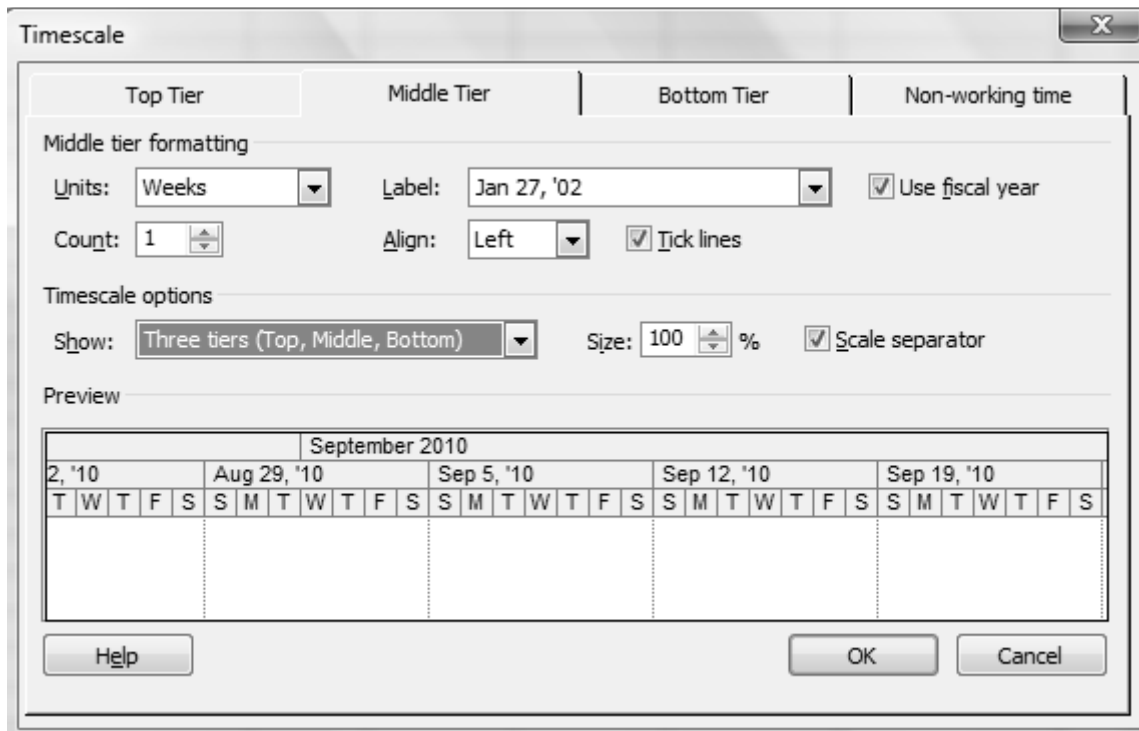 Timescale
Top Tier Middle Tier Bottom Tier Non-working time
Middle tier formatting
Units: Weeks Label: Jan 27, '02 Use fiscal year
Count: 1 Align: Left Tick lines
Timescale options
Show: Three tiers (Top, Middle, Bottom) Size: 100 % Scale separator
Preview
September 2010
2, '10 Aug 29, '10 Sep 5, '10 Sep 12, '10 Sep 19, '10
T W T F S S M T W T F S S M T W T F S S M T W T F S S M T W T F S
Help OK Cancel